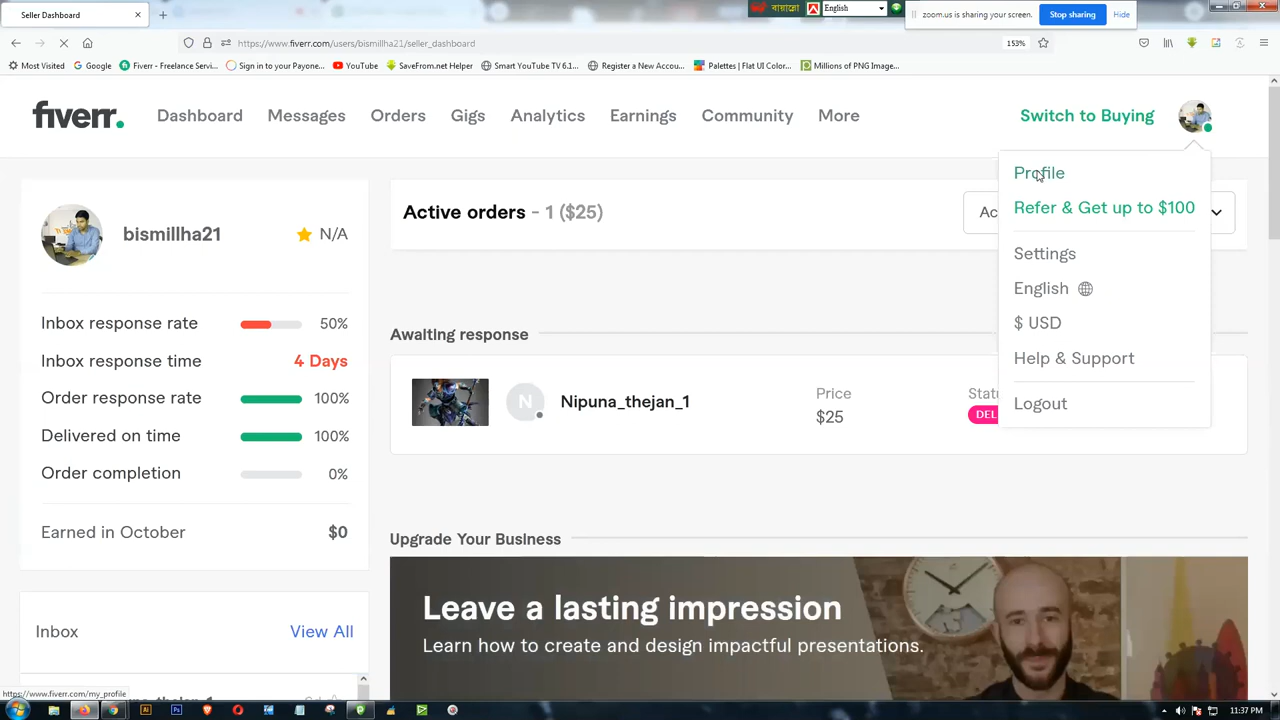 Seller Dashboard
বায়ান্নো
English
zoom.us is sharing your screen.
Stop sharing
Hide
https://www.fiverr.com/users/bismillha21/seller_dashboard
153%
Most Visited
Google
Fiverr - Freelance Servi...
Sign in to your Payone...
YouTube
SaveFrom.net Helper
Smart YouTube TV 6.1...
Register a New Accou...
Palettes | Flat UI Color...
Millions of PNG Image...
fiverr.
Dashboard
Messages
Orders
Gigs
Analytics
Earnings
Community
More
Switch to Buying
Profile
Refer & Get up to $100
Settings
English
$ USD
Help & Support
Logout
bismillha21
N/A
Inbox response rate
50%
Inbox response time
4 Days
Order response rate
100%
Delivered on time
100%
Order completion
0%
Earned in October
$0
Inbox
View All
Active orders - 1 ($25)
Ac
Awaiting response
N
Nipuna_thejan_1
Price
$25
Statu
DEL
Upgrade Your Business
Leave a lasting impression
Learn how to create and design impactful presentations.
https://www.fiverr.com/my_profile
11:37 PM